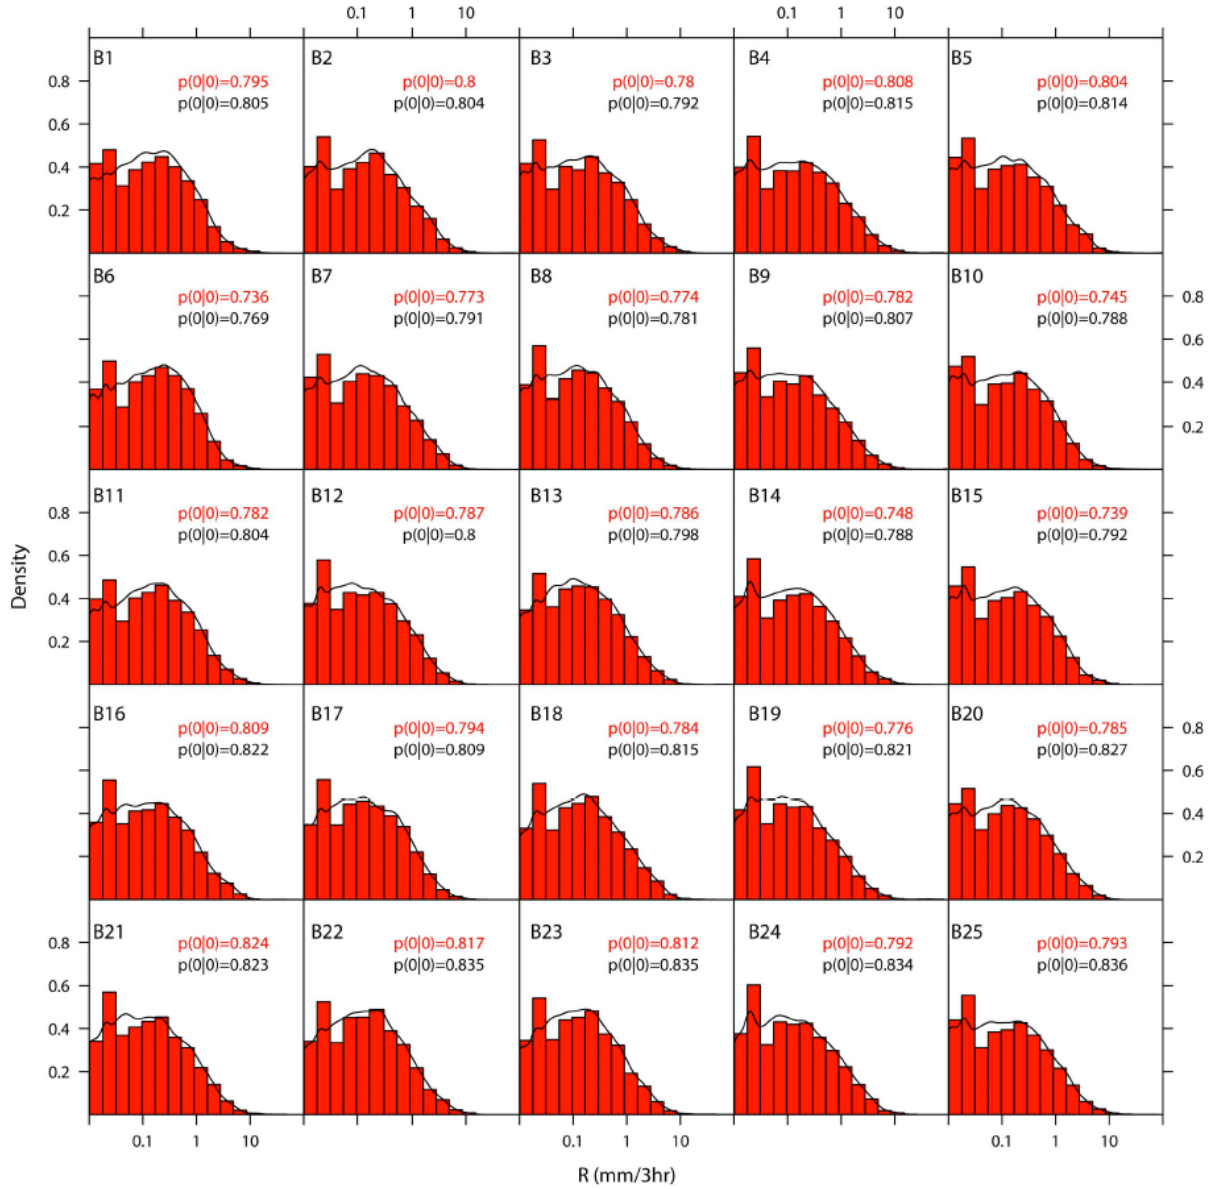 0.1 1 10 0.1 1 10
B1 B2 B3 B4 B5
p(0|0)=0.795 p(0|0)=0.8 p(0|0)=0.78 p(0|0)=0.808 p(0|0)=0.804
p(0|0)=0.805 p(0|0)=0.804 p(0|0)=0.792 p(0|0)=0.815 p(0|0)=0.814
0.8
0.6
0.4
0.2
B6 B7 B8 B9 B10
p(0|0)=0.736 p(0|0)=0.773 p(0|0)=0.774 p(0|0)=0.782 p(0|0)=0.745
p(0|0)=0.769 p(0|0)=0.791 p(0|0)=0.781 p(0|0)=0.807 p(0|0)=0.788
0.8
0.6
0.4
0.2
B11 B12 B13 B14 B15
p(0|0)=0.782 p(0|0)=0.787 p(0|0)=0.786 p(0|0)=0.748 p(0|0)=0.739
p(0|0)=0.804 p(0|0)=0.8 p(0|0)=0.798 p(0|0)=0.788 p(0|0)=0.792
0.8
0.6
0.4
0.2
Density
B16 B17 B18 B19 B20
p(0|0)=0.809 p(0|0)=0.794 p(0|0)=0.784 p(0|0)=0.776 p(0|0)=0.785
p(0|0)=0.822 p(0|0)=0.809 p(0|0)=0.815 p(0|0)=0.821 p(0|0)=0.827
0.8
0.6
0.4
0.2
B21 B22 B23 B24 B25
p(0|0)=0.824 p(0|0)=0.817 p(0|0)=0.812 p(0|0)=0.792 p(0|0)=0.793
p(0|0)=0.823 p(0|0)=0.835 p(0|0)=0.835 p(0|0)=0.834 p(0|0)=0.836
0.8
0.6
0.4
0.2
0.1 1 10 0.1 1 10 0.1 1 10
R (mm/3hr)